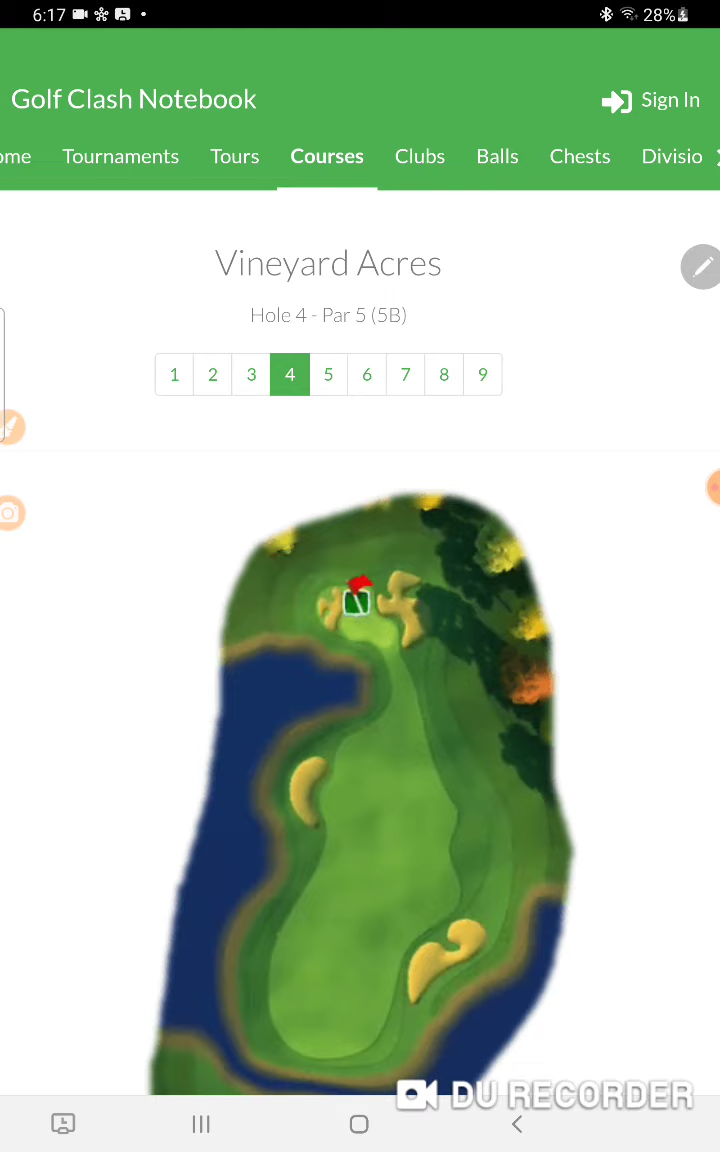 6:17
28%
Golf Clash Notebook
Sign In
ome Tournaments Tours Courses Clubs Balls Chests Divisio
Vineyard Acres
Hole 4 - Par 5 (5B)
1 2 3 4 5 6 7 8 9
DU RECORDER